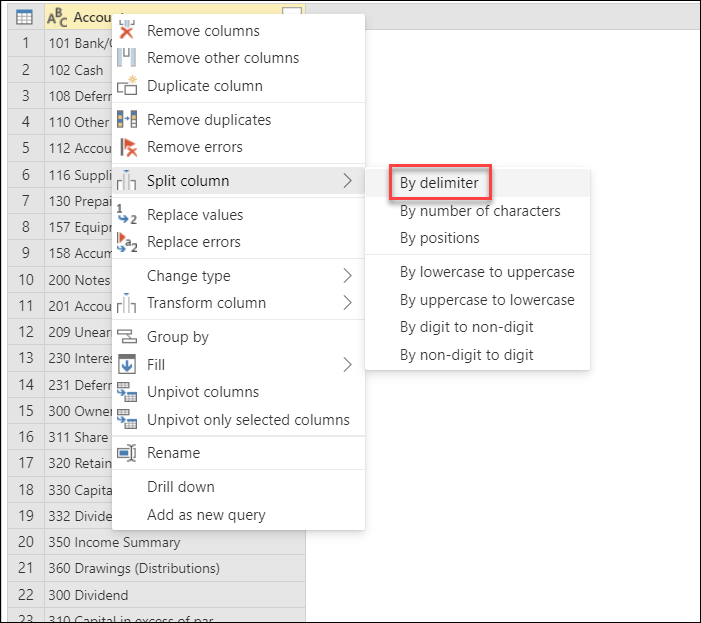 ABC Accoun
1 101 Bank/C
2 102 Cash
3 108 Deferr
4 110 Other
5 112 Accou
6 116 Suppli
7 130 Prepai
8 157 Equip
9 158 Accum
10 200 Notes
11 201 Accou
12 209 Unear
13 230 Interes
14 231 Deferr
15 300 Owner
16 311 Share
17 320 Retain
18 330 Capita
19 332 Divide
20 350 Income Summary
21 360 Drawings (Distributions)
22 300 Dividend
23 310 Capital in excess of par
Remove columns
Remove other columns
Duplicate column
Remove duplicates
Remove errors
Split column
Replace values
Replace errors
Change type
Transform column
Group by
Fill
Unpivot columns
Unpivot only selected columns
Rename
Drill down
Add as new query
By delimiter
By number of characters
By positions
By lowercase to uppercase
By uppercase to lowercase
By digit to non-digit
By non-digit to digit